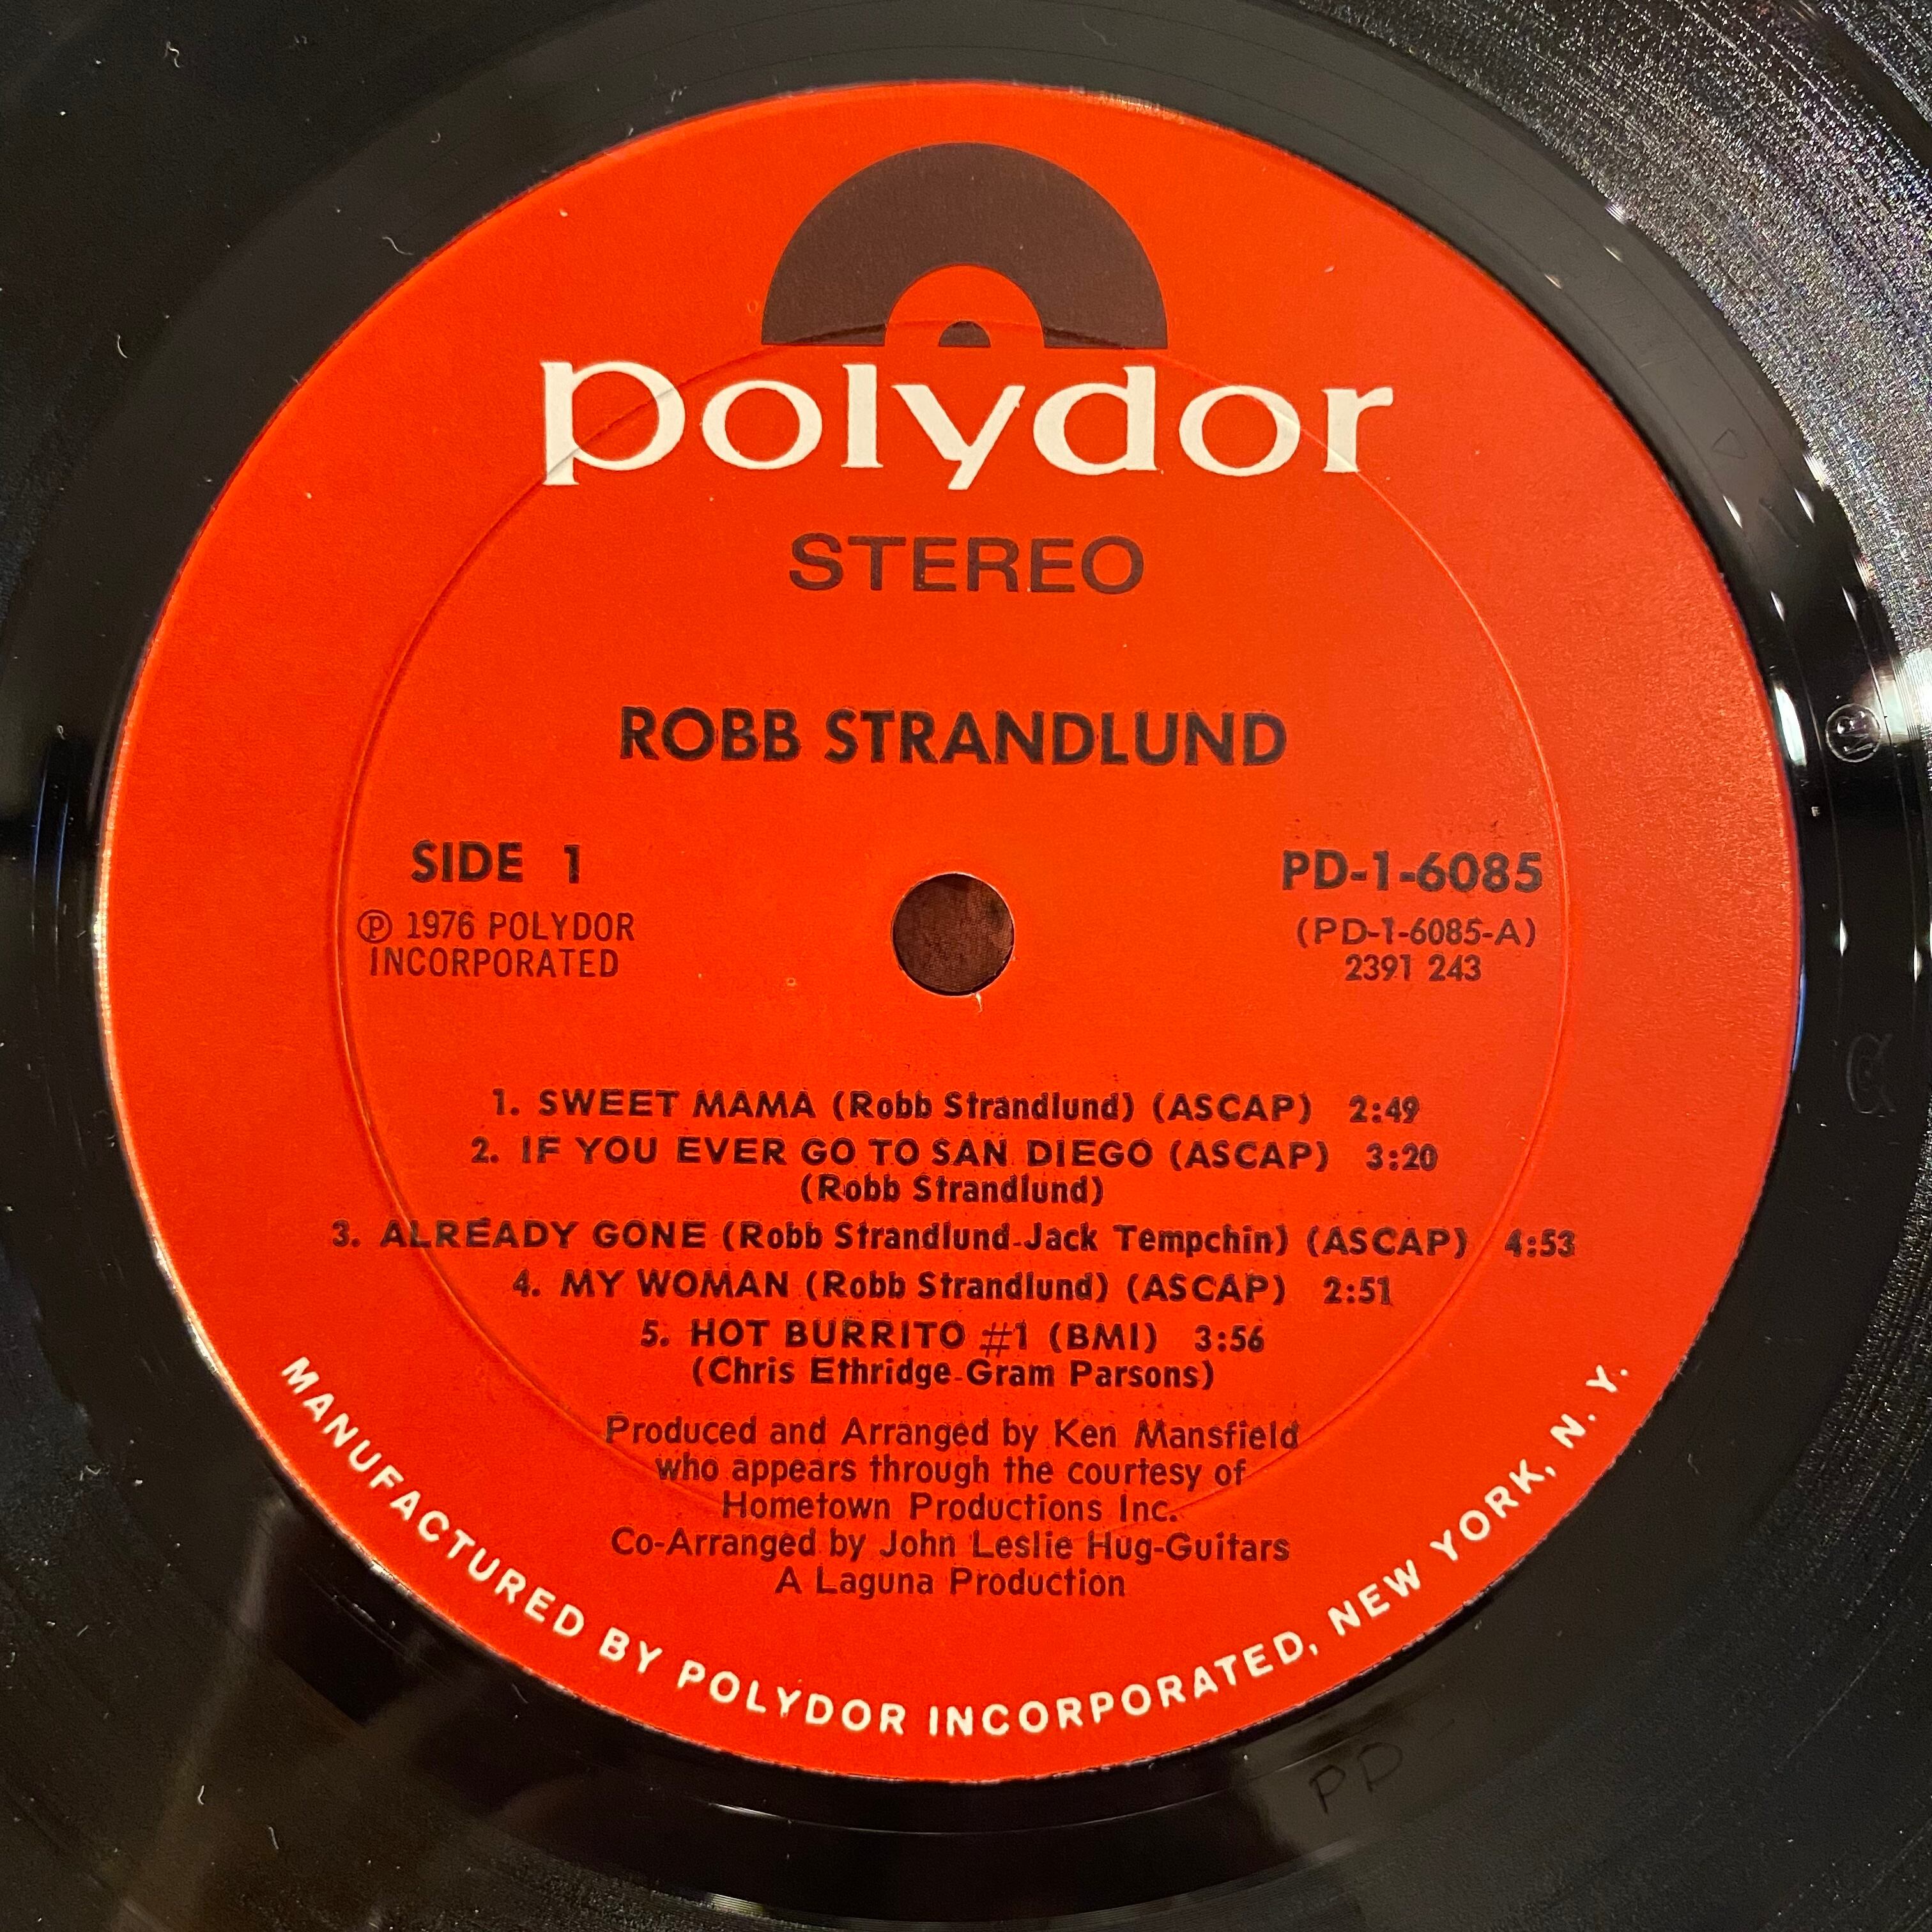 polydor
STEREO
ROBB STRANDLUND
SIDE 1
℗ 1976 POLYDOR
INCORPORATED
PD-1-6085
(PD-1-6085-A)
2391 243
1. SWEET MAMA (Robb Strandlund) (ASCAP) 2:49
2. IF YOU EVER GO TO SAN DIEGO (ASCAP) 3:20
(Robb Strandlund)
3. ALREADY GONE (Robb Strandlund-Jack Tempchin) (ASCAP) 4:53
4. MY WOMAN (Robb Strandlund) (ASCAP) 2:51
5. HOT BURRITO #1 (BMI) 3:56
(Chris Ethridge-Gram Parsons)
Produced and Arranged by Ken Mansfield
who appears through the courtesy of
Hometown Productions Inc.
Co-Arranged by John Leslie Hug-Guitars
A Laguna Production
MANUFACTURED BY POLYDOR INCORPORATED, NEW YORK, N. Y.
PD-